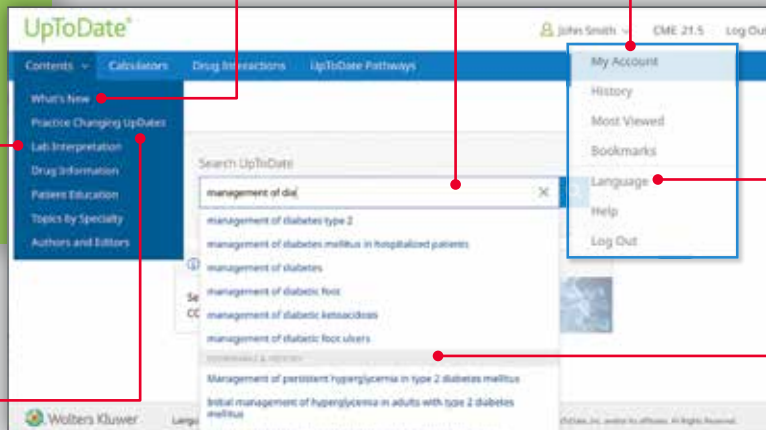 UpToDate®
John Smith CME 21.5 Log Out
Contents Calculators Drug Interactions UpToDate Pathways
What's New
Practice Changing UpDates
Lab Interpretation
Drug Information
Patient Education
Topics by Specialty
Authors and Editors
My Account
History
Most Viewed
Bookmarks
Language
Help
Log Out
Search UpToDate
management of dia
management of diabetes type 2
management of diabetes mellitus in hospitalized patients
management of diabetes
management of diabetic foot
management of diabetic ketoacidosis
management of diabetic foot ulcers
Se
CC
Management of persistent hyperglycemia in type 2 diabetes mellitus
Initial management of hyperglycemia in adults with type 2 diabetes
mellitus
Wolters Kluwer Langu